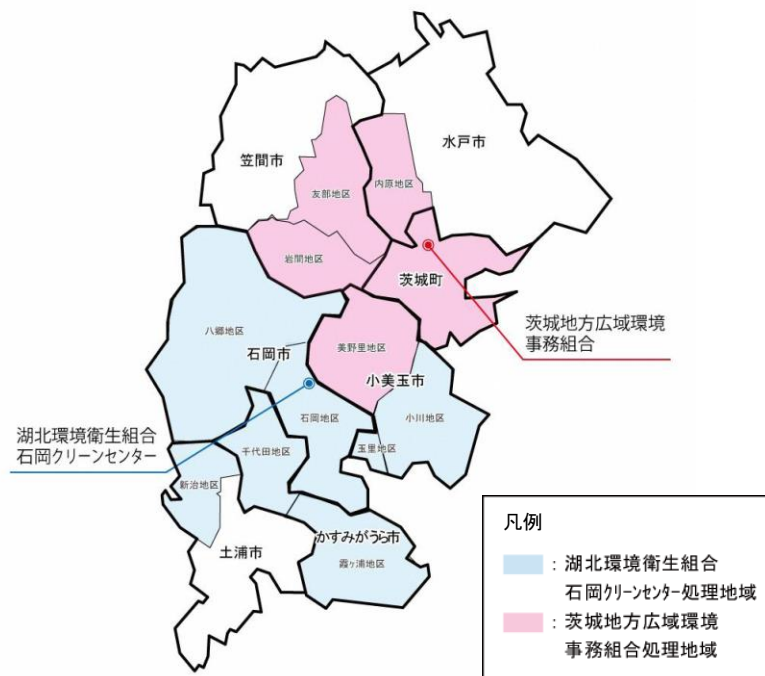 水戸市
笠間市
内原地区
友部地区
岩間地区
茨城町
茨城地方広域環境
事務組合
八郷地区
石岡市
美野里地区
小美玉市
石岡地区
小川地区
湖北環境衛生組合
石岡クリーンセンター
千代田地区
玉里地区
新治地区
かすみがうら市
土浦市
霞ヶ浦地区
凡例
：湖北環境衛生組合
石岡クリーンセンター処理地域
：茨城地方広域環境
事務組合処理地域